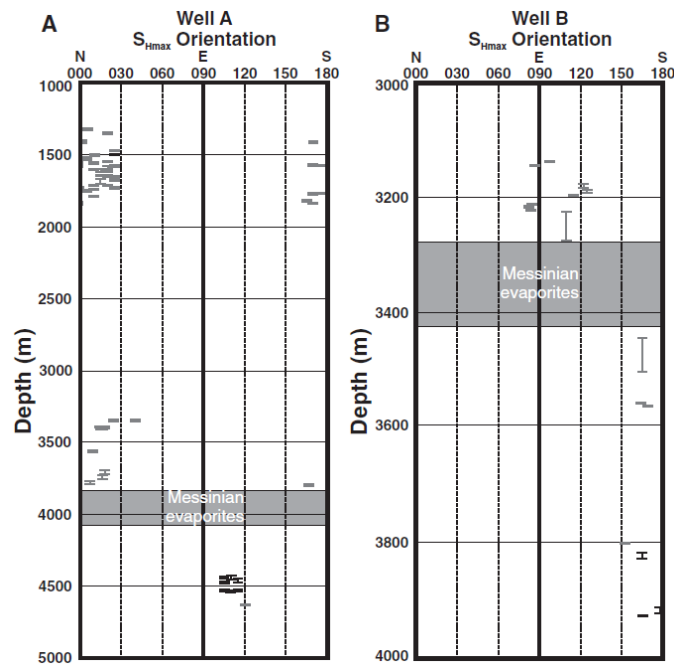 A
Well A
S_Hmax Orientation
N E S
000 030 060 090 120 150 180
1000
1500
2000
2500
3000
3500
4000
4500
5000
Depth (m)
Messinian
evaporites
B
Well B
S_Hmax Orientation
N E S
000 030 060 090 120 150 180
3000
3200
3400
3600
3800
4000
Depth (m)
Messinian
evaporites